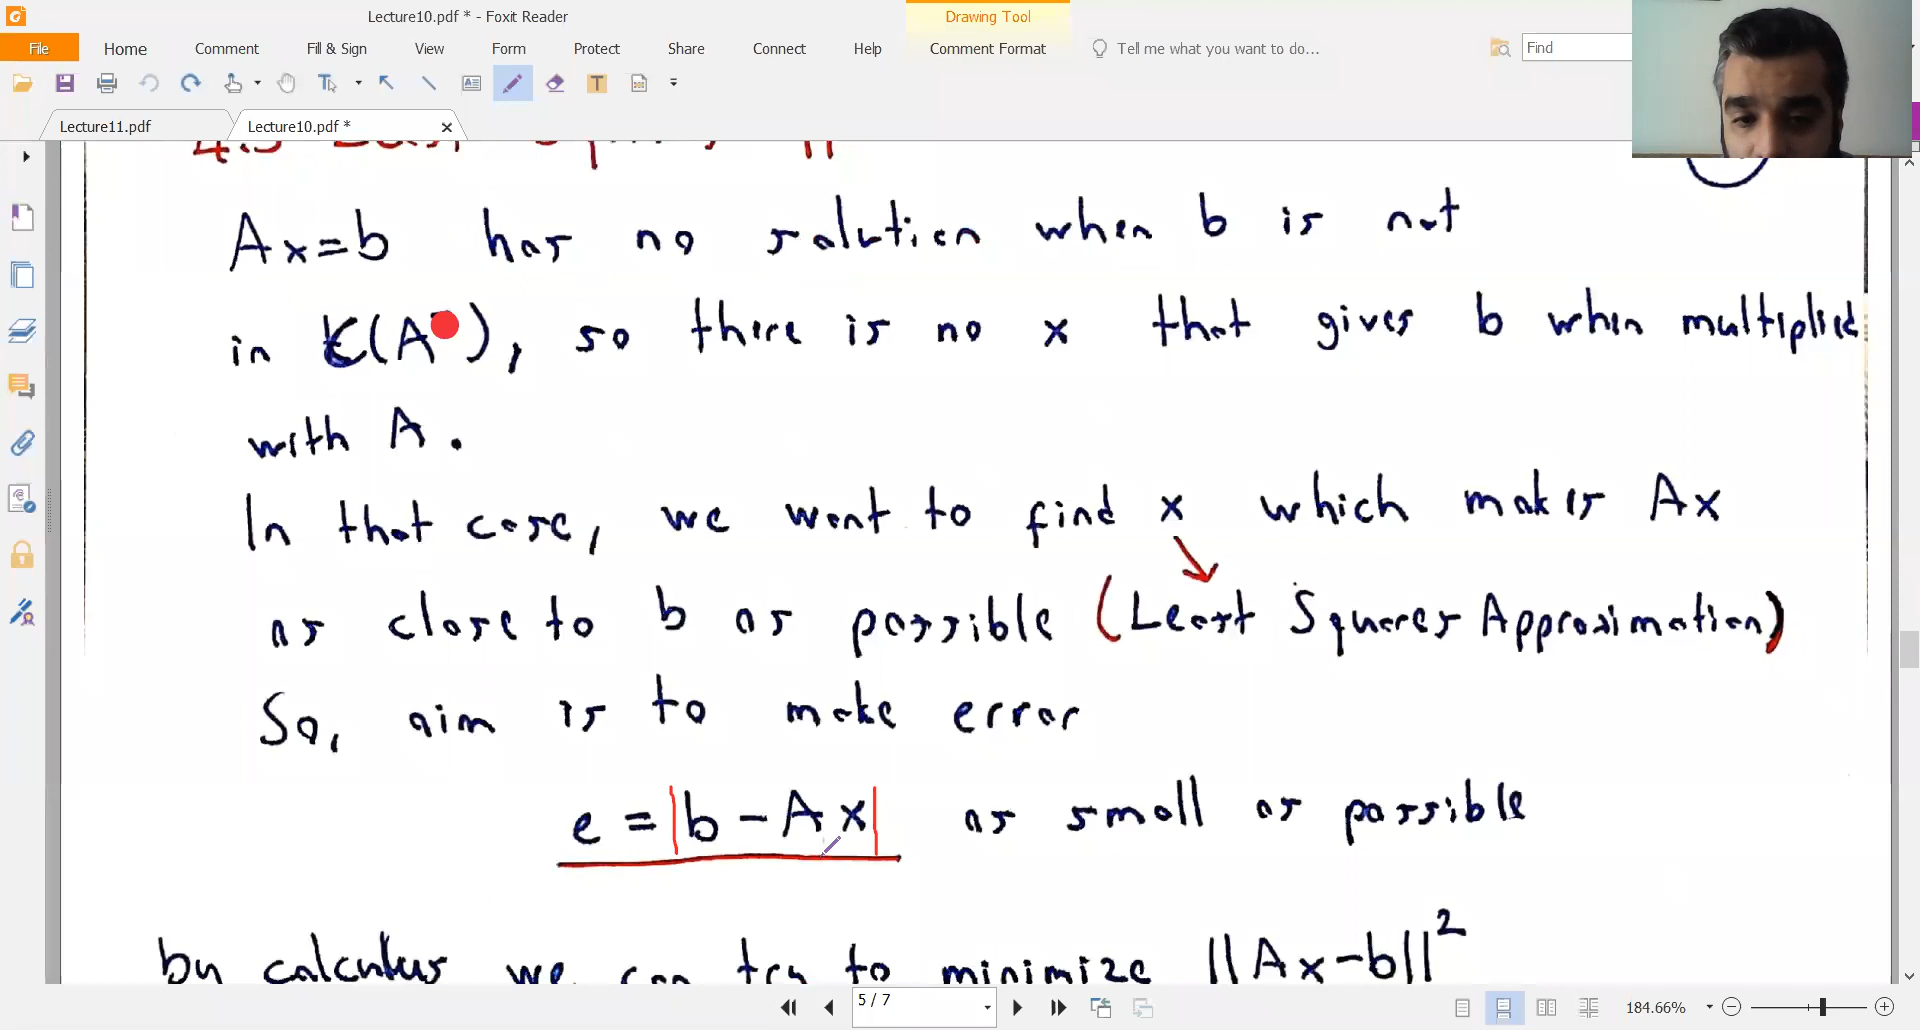 Lecture10.pdf * - Foxit Reader
Drawing Tool
File Home Comment Fill & Sign View Form Protect Share Connect Help Comment Format Tell me what you want to do... Find
Lecture11.pdf Lecture10.pdf *
4.3
Ax=b has no solution when b is not
in C(A), so there is no x that gives b when multiplied
with A.
In that case, we want to find x which makes Ax
as close to b as possible (Least Squares Approximation)
So, aim is to make error
e = |b - Ax| as small as possible
by calculus we can try to minimize ||Ax-b||²
5 / 7
184.66%